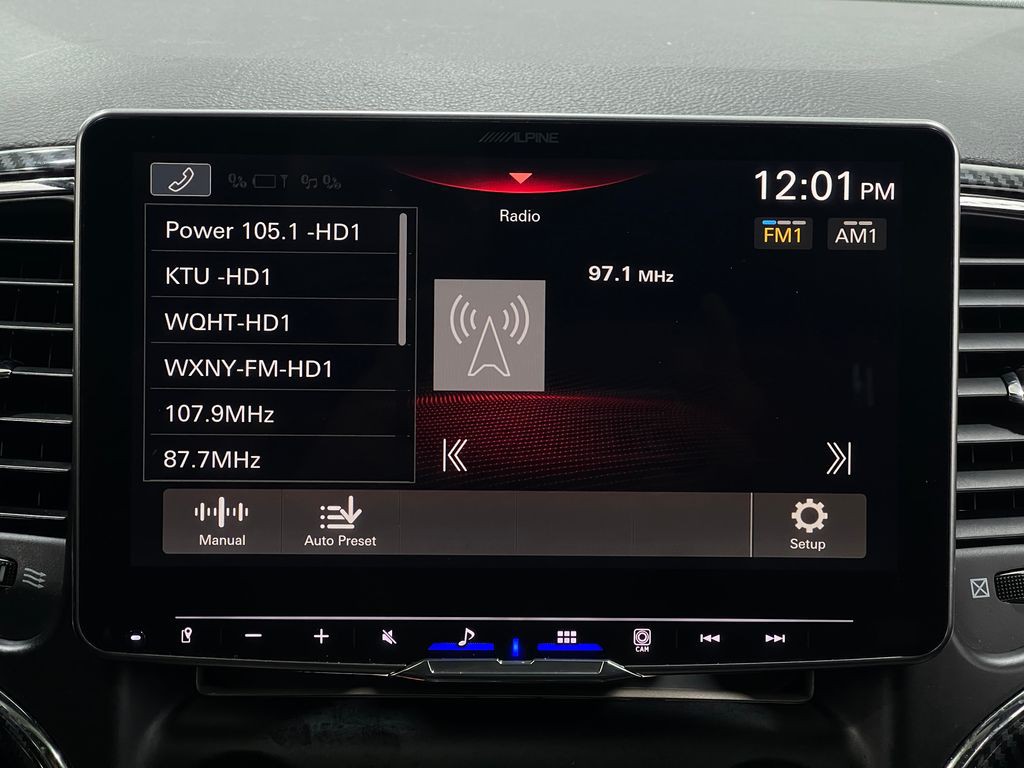 ALPINE
12:01 PM
Radio
FM1
AM1
Power 105.1 -HD1
KTU -HD1
WQHT-HD1
WXNY-FM-HD1
107.9MHz
87.7MHz
97.1 MHz
Manual
Auto Preset
Setup
CAM